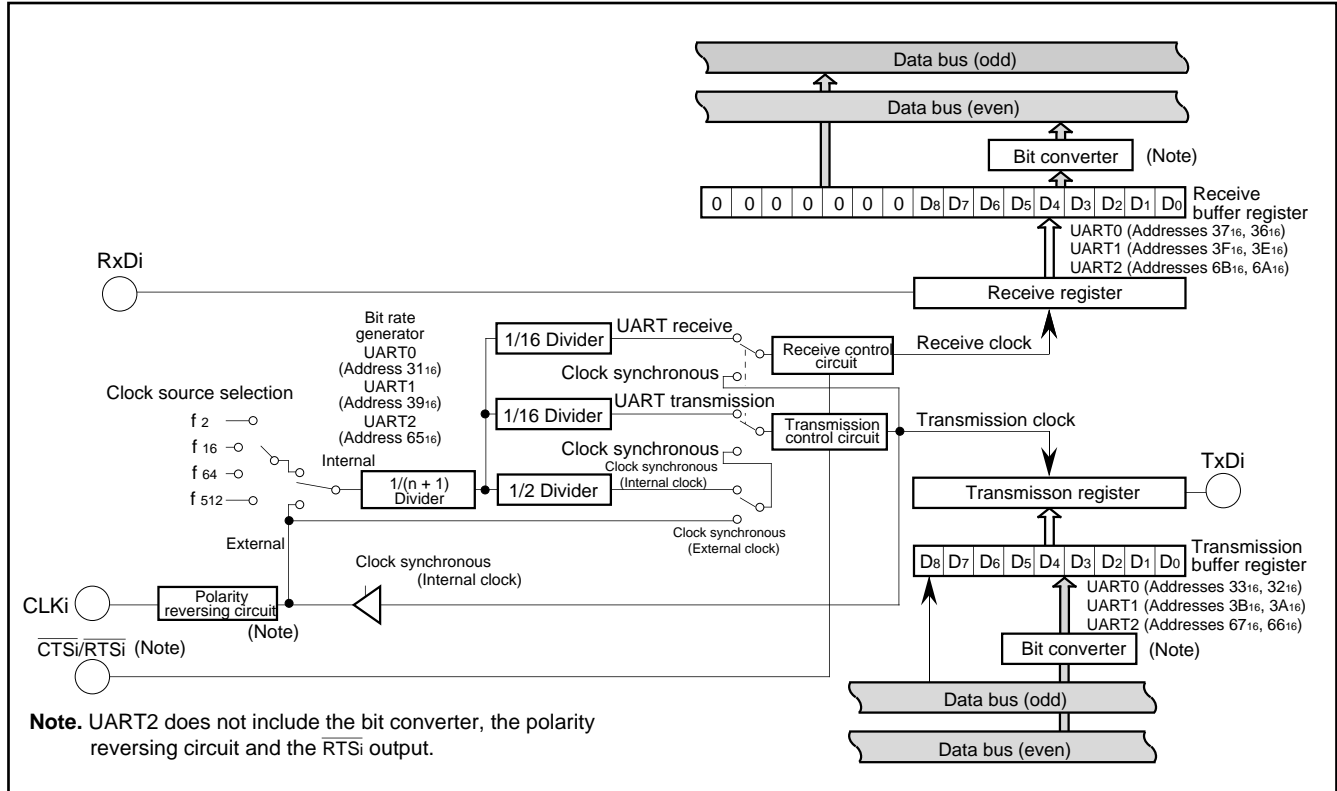 Data bus (odd)
Data bus (even)
Bit converter (Note)
0 0 0 0 0 0 0 D8 D7 D6 D5 D4 D3 D2 D1 D0
Receive
buffer register
UART0 (Addresses 3716, 3616)
UART1 (Addresses 3F16, 3E16)
UART2 (Addresses 6B16, 6A16)
RxDi
Receive register
Bit rate
generator
UART0
(Address 3116)
UART1
(Address 3916)
UART2
(Address 6516)
1/16 Divider
UART receive
Receive control
circuit
Receive clock
Clock synchronous
Clock source selection
1/16 Divider
UART transmission
Transmission
control circuit
Transmission clock
f 2
f 16
f 64
f 512
Internal
1/(n + 1)
Divider
Clock synchronous
1/2 Divider
Clock synchronous
(Internal clock)
Transmisson register
TxDi
External
Clock synchronous
(External clock)
D8 D7 D6 D5 D4 D3 D2 D1 D0
Transmission
buffer register
UART0 (Addresses 3316, 3216)
UART1 (Addresses 3B16, 3A16)
UART2 (Addresses 6716, 6616)
Clock synchronous
(Internal clock)
CLKi
Polarity
reversing circuit
(Note)
CTSi/RTSi (Note)
Bit converter (Note)
Data bus (odd)
Data bus (even)
Note. UART2 does not include the bit converter, the polarity
reversing circuit and the RTSi output.